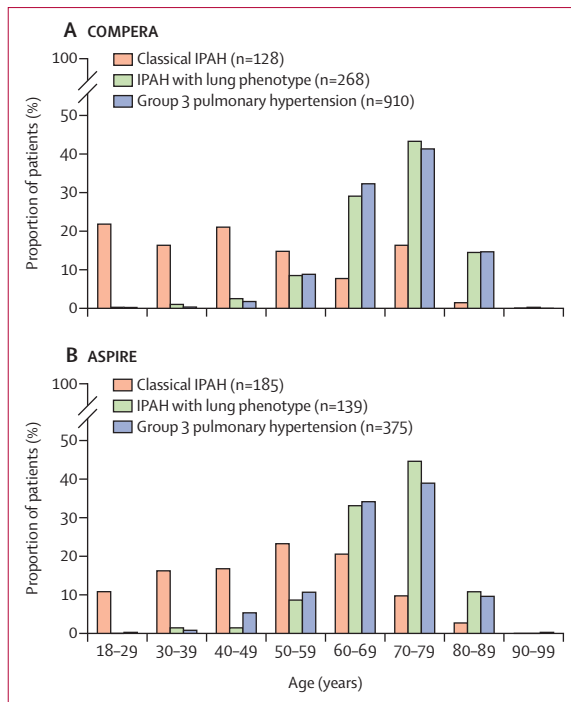 A COMPERA
100
Classical IPAH (n=128)
IPAH with lung phenotype (n=268)
Group 3 pulmonary hypertension (n=910)
50
40
30
20
10
0
Proportion of patients (%)
B ASPIRE
100
Classical IPAH (n=185)
IPAH with lung phenotype (n=139)
Group 3 pulmonary hypertension (n=375)
50
40
30
20
10
0
Proportion of patients (%)
18–29 30–39 40–49 50–59 60–69 70–79 80–89 90–99
Age (years)